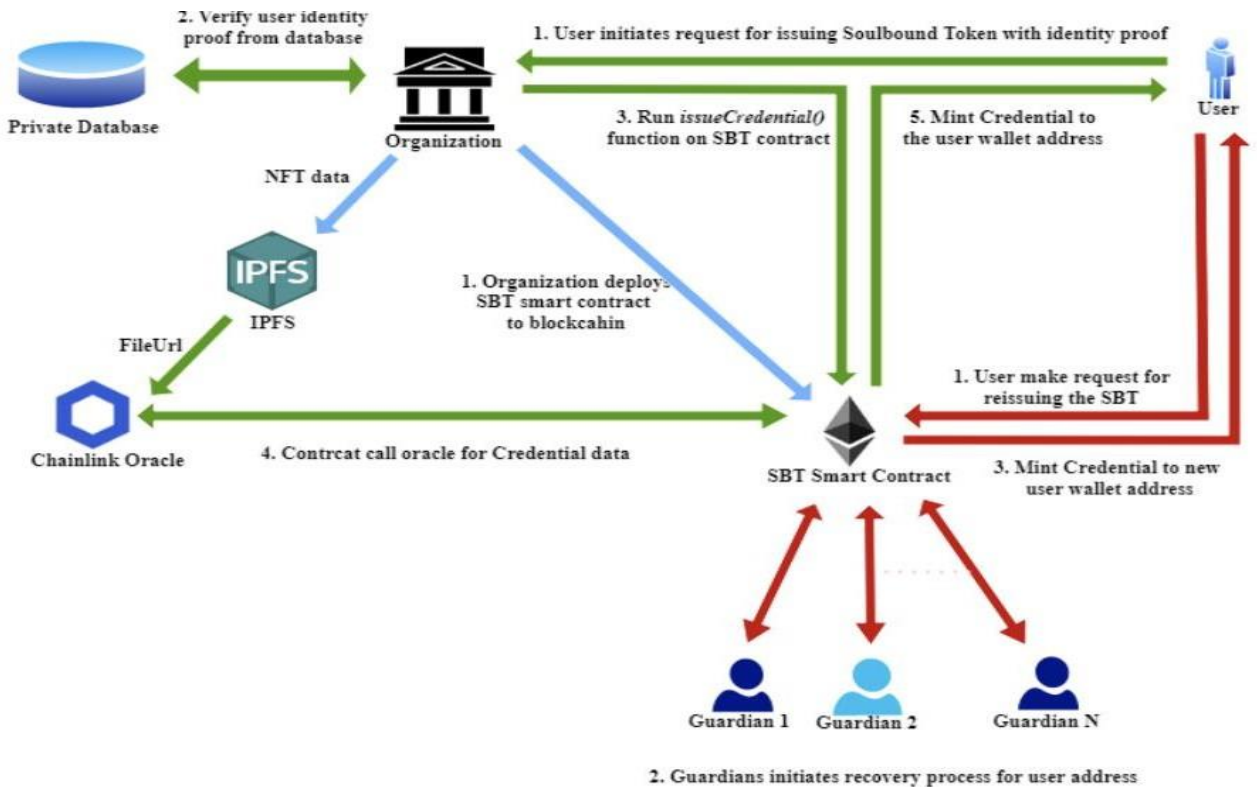 2. Verify user identity
proof from database
1. User initiates request for issuing Soulbound Token with identity proof
Private Database
Organization
3. Run issueCredential()
function on SBT contract
5. Mint Credential to
the user wallet address
User
NFT data
IPFS
IPFS
1. Organization deploys
SBT smart contract
to blockcahin
FileUrl
Chainlink Oracle
4. Contrcat call oracle for Credential data
1. User make request for
reissuing the SBT
SBT Smart Contract
3. Mint Credential to new
user wallet address
Guardian 1
Guardian 2
Guardian N
2. Guardians initiates recovery process for user address